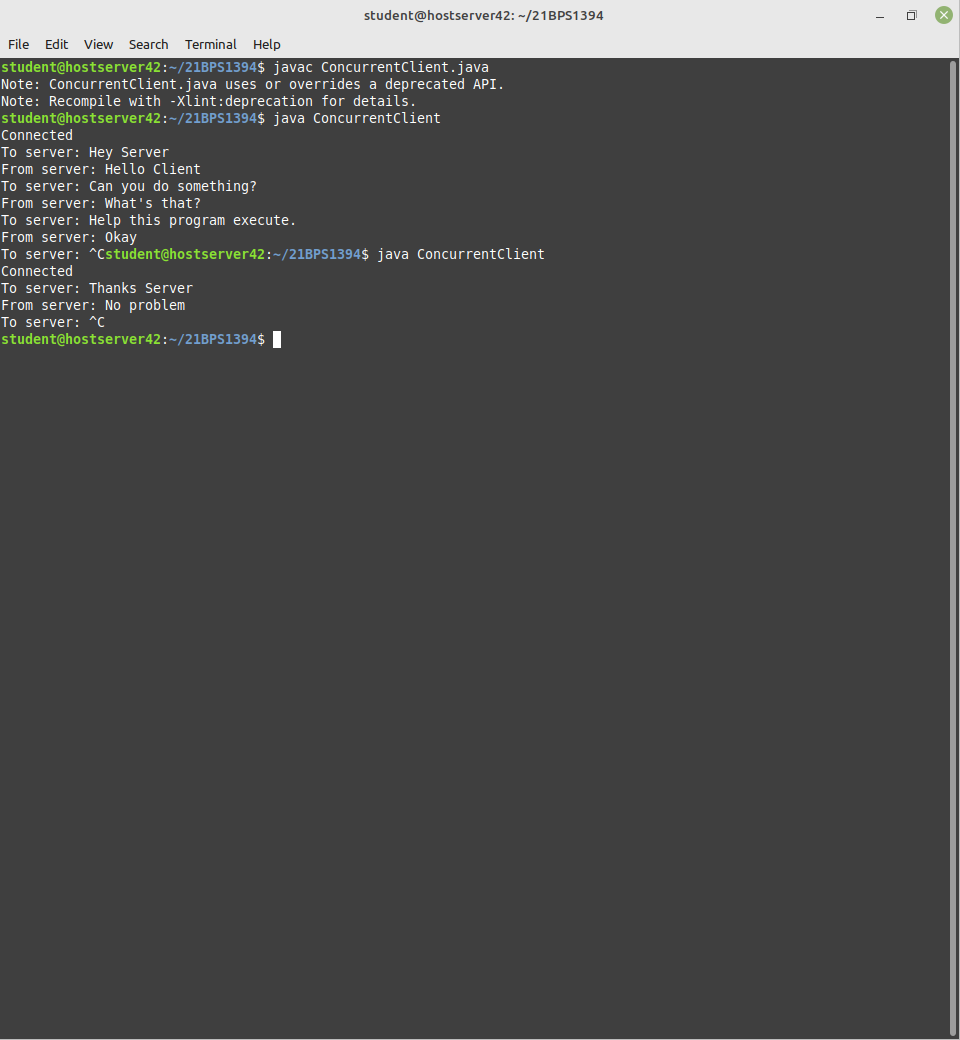 student@hostserver42: ~/21BPS1394
File Edit View Search Terminal Help
student@hostserver42:~/21BPS1394$ javac ConcurrentClient.java
Note: ConcurrentClient.java uses or overrides a deprecated API.
Note: Recompile with -Xlint:deprecation for details.
student@hostserver42:~/21BPS1394$ java ConcurrentClient
Connected
To server: Hey Server
From server: Hello Client
To server: Can you do something?
From server: What's that?
To server: Help this program execute.
From server: Okay
To server: ^Cstudent@hostserver42:~/21BPS1394$ java ConcurrentClient
Connected
To server: Thanks Server
From server: No problem
To server: ^C
student@hostserver42:~/21BPS1394$